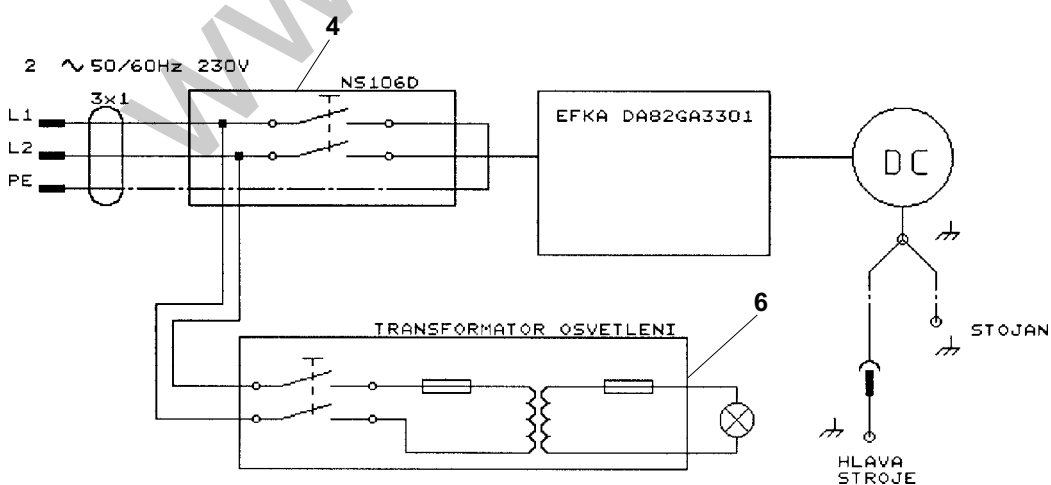 4
2 ~ 50/60Hz 230V
NS106D
3x1
L1
L2
PE
EFKA DA82GA3301
DC
6
TRANSFORMATOR OSVETLENI
STOJAN
HLAVA
STROJE